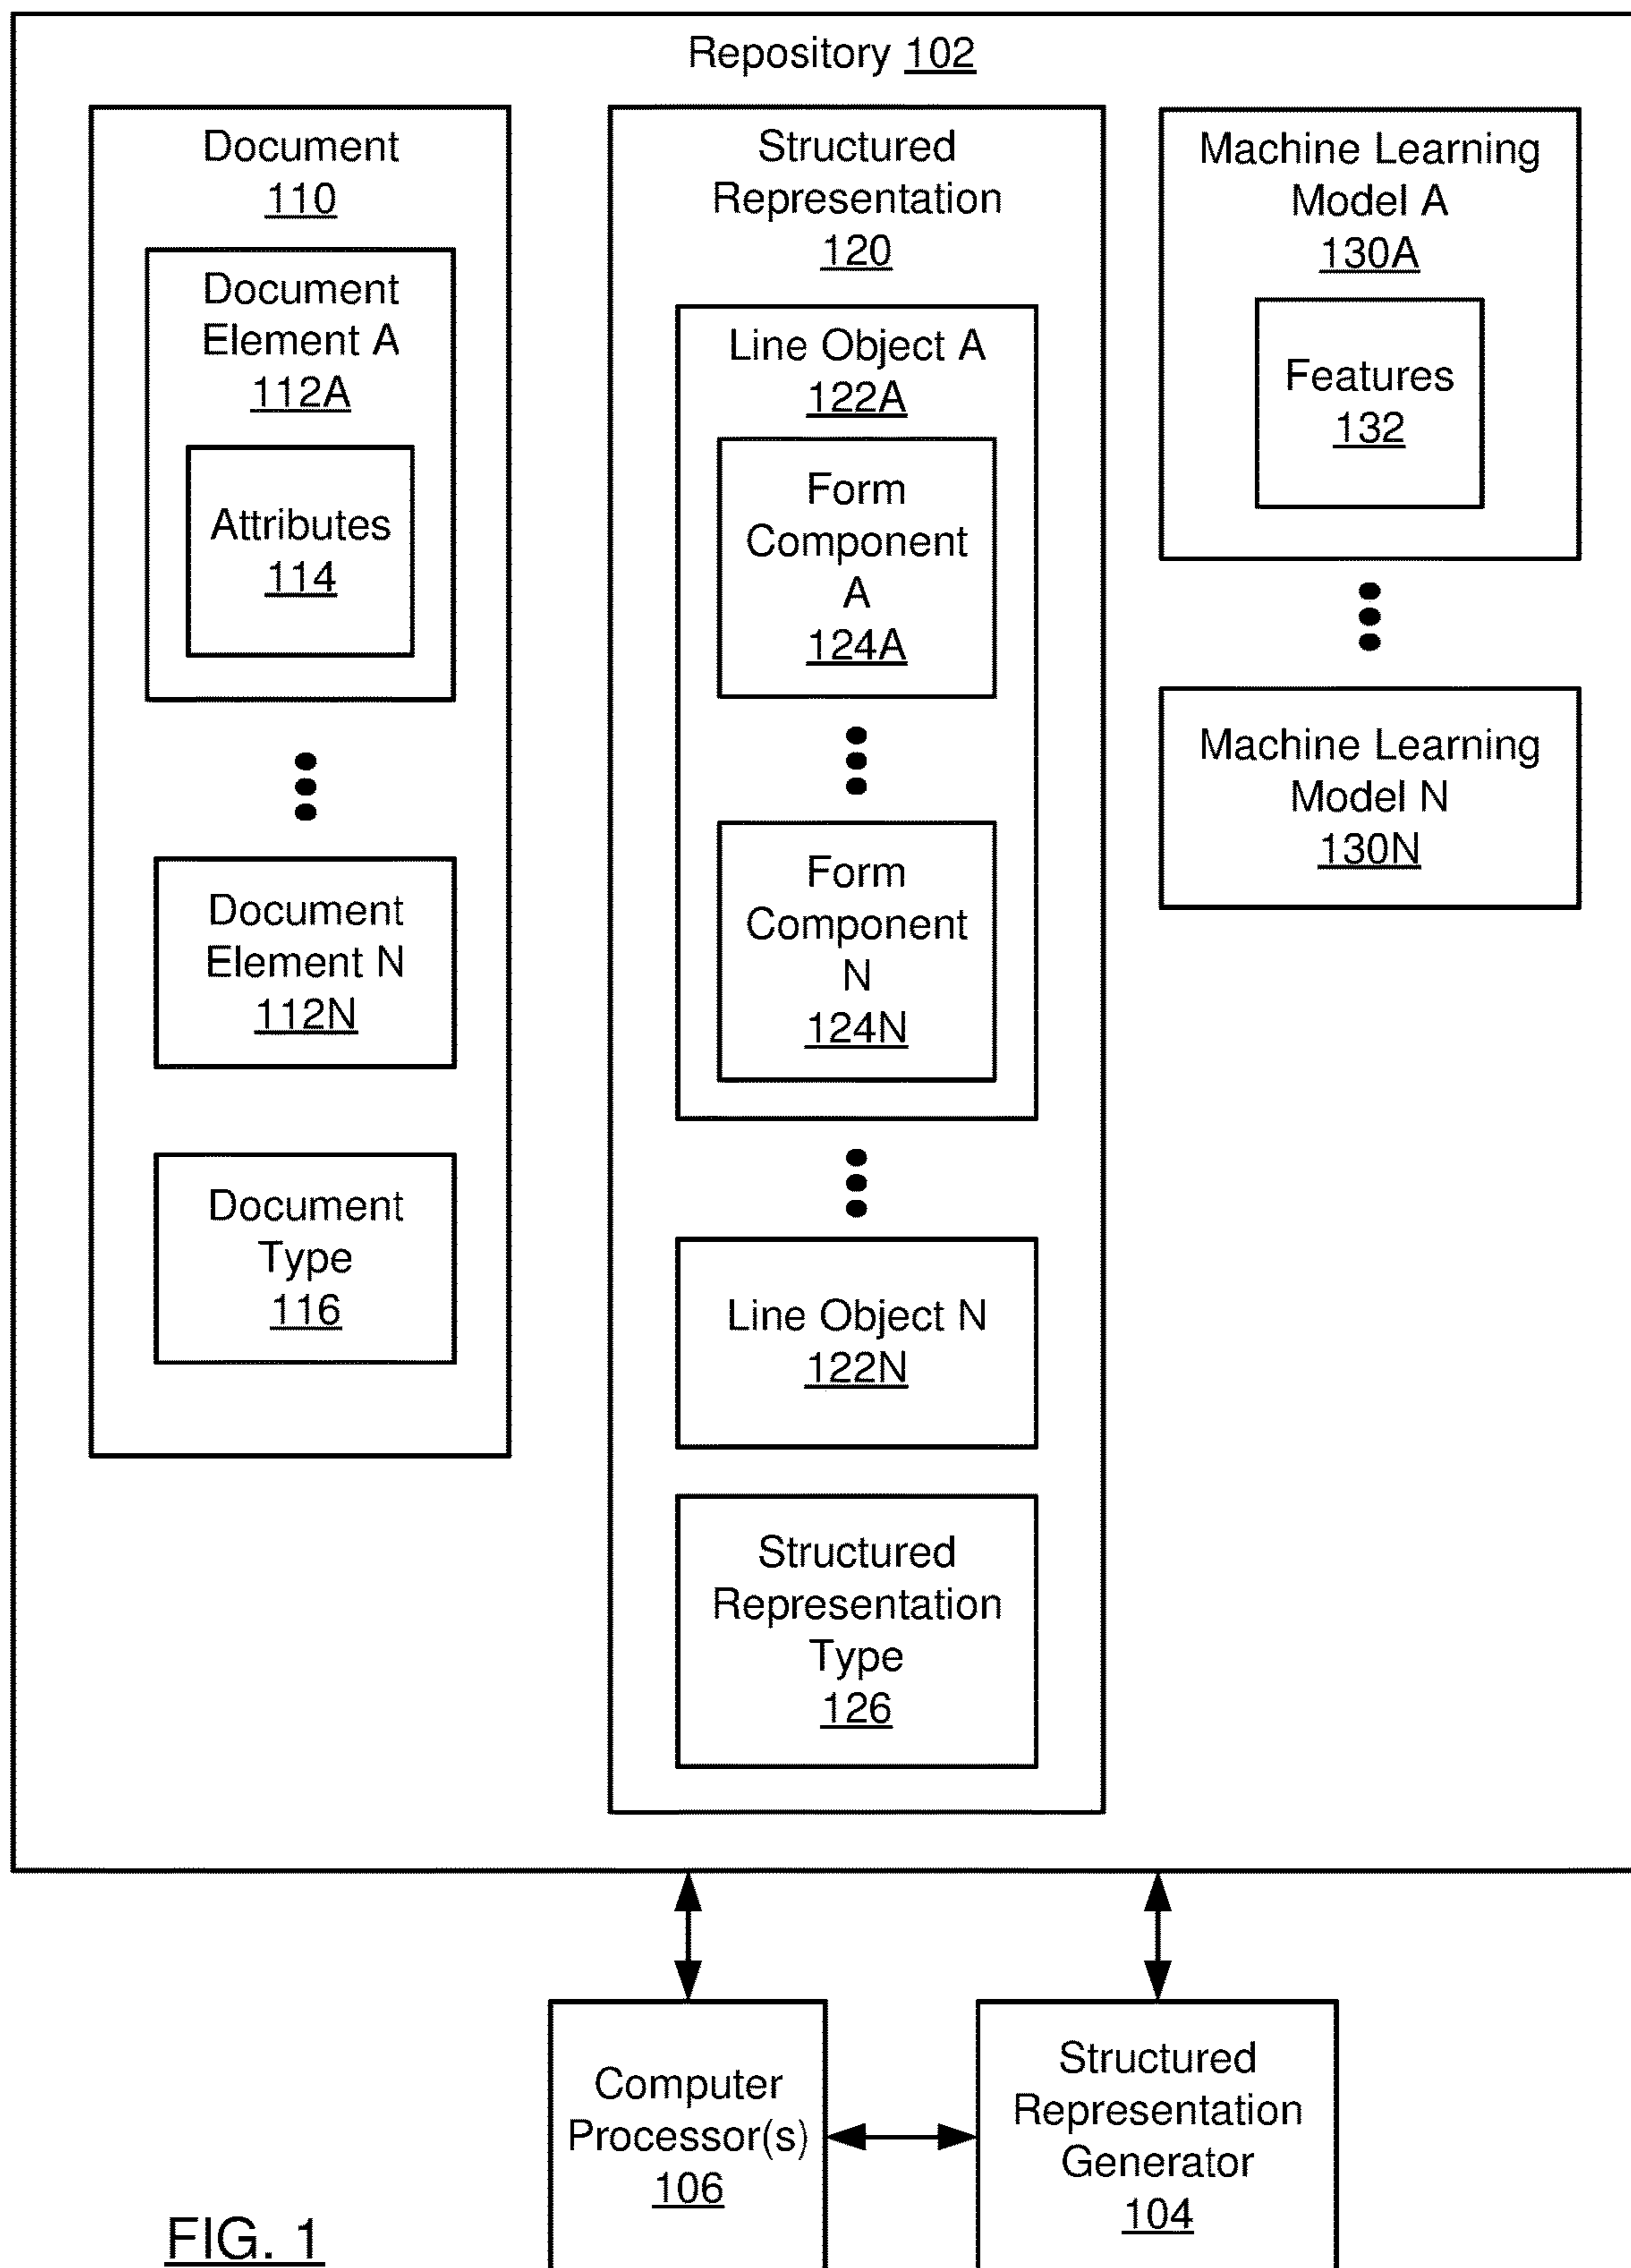 Repository 102
Document
110
Document
Element A
112A
Attributes
114
Document
Element N
112N
Document
Type
116
Structured
Representation
120
Line Object A
122A
Form
Component
A
124A
Form
Component
N
124N
Line Object N
122N
Structured
Representation
Type
126
Machine Learning
Model A
130A
Features
132
Machine Learning
Model N
130N
Computer
Processor(s)
106
Structured
Representation
Generator
104
FIG. 1